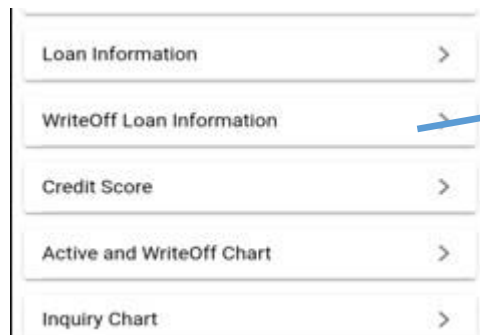 Loan Information
WriteOff Loan Information
Credit Score
Active and WriteOff Chart
Inquiry Chart